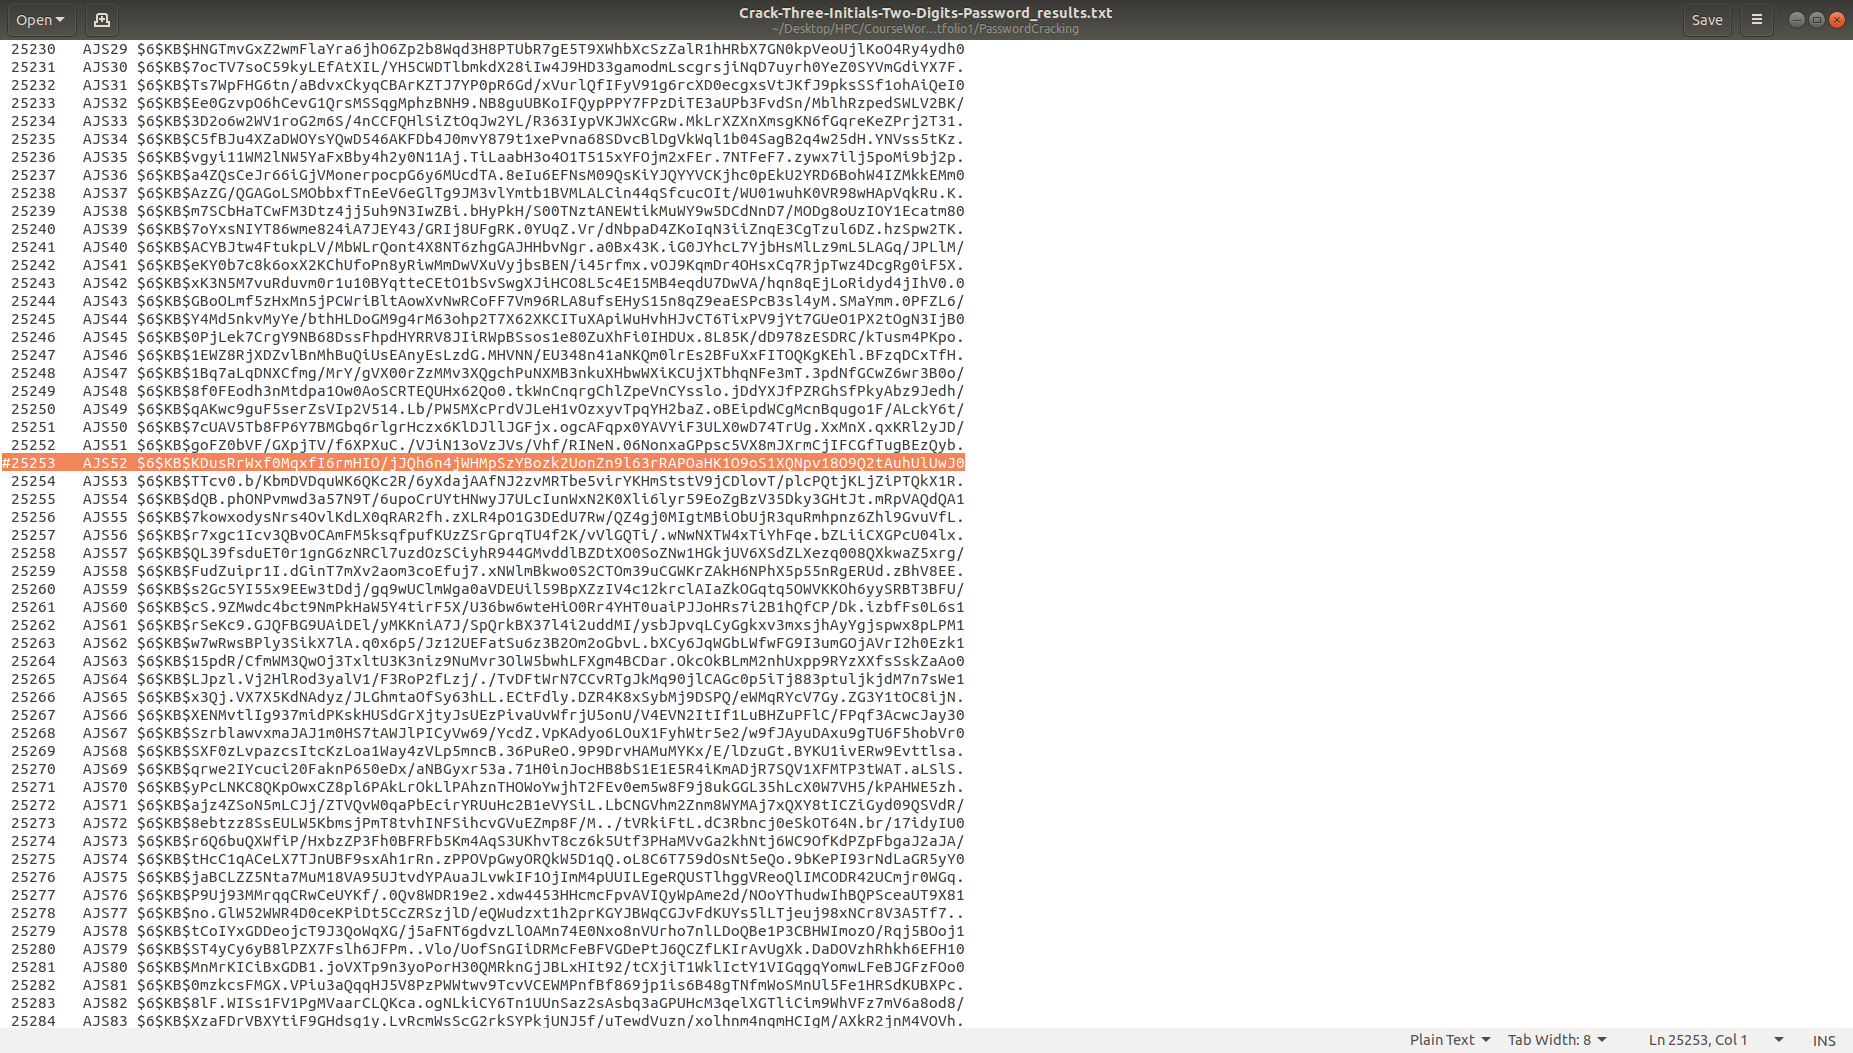 Open
Crack-Three-Initials-Two-Digits-Password_results.txt
~/Desktop/HPC/CourseWor...tfolio1/PasswordCracking
Save
25230 AJS29 $6$KB$HNGTmvGxZ2wmFlaYra6jhO6Zp2b8Wqd3H8PTUbR7gE5T9XWhbXcSzZalR1hHRbX7GN0kpVeoUjlKoO4Ry4ydh0
25231 AJS30 $6$KB$7ocTV7soC59kyLEfAtXIL/YH5CWDTlbmkdX28iIw4J9HD33gamodmLscgrsjiNqD7uyrh0YeZ0SYVmGdiYX7F.
25232 AJS31 $6$KB$Ts7WpFHG6tn/aBdvxCkyqCBArKZTJ7YP0pR6Gd/xVurlQfIFyV91g6rcXD0ecgxsVtJKfJ9pksSSf1ohAiQeI0
25233 AJS32 $6$KB$Ee0GzvpO6hCevG1QrsMSSqgMphzBNH9.NB8guUBKoIFQypPPY7FPzDiTE3aUPb3FvdSn/MblhRzpedSWLV2BK/
25234 AJS33 $6$KB$3D2o6w2WV1roG2m6S/4nCCFQHlSiZtOqJw2YL/R363IypVKJWXcGRw.MkLrXZXnXmsgKN6fGqreKeZPrj2T31.
25235 AJS34 $6$KB$C5fBJu4XZaDWOYsYQwD546AKFDb4J0mvY879t1xePvna68SDvcBlDgVkWql1b04SagB2q4w25dH.YNVss5tKz.
25236 AJS35 $6$KB$vgyi11WM2lNW5YaFxBby4h2y0N11Aj.TiLaabH3o4O1T515xYFOjm2xFEr.7NTFeF7.zywx7ilj5poMi9bj2p.
25237 AJS36 $6$KB$a4ZQsCeJr66iGjVMonerpocpG6y6MUcdTA.8eIu6EFNsM09QsKiYJQYYVCKjhc0pEkU2YRD6BohW4IZMkkEMm0
25238 AJS37 $6$KB$AzZG/QGAGoLSMObbxfTnEeV6eGlTg9JM3vlYmtb1BVMLALCin44qSfcucOIt/WU01wuhK0VR98wHApVqkRu.K.
25239 AJS38 $6$KB$m7SCbHaTCwFM3Dtz4jj5uh9N3IwZBi.bHyPkH/S00TNztANEWtikMuWY9w5DCdNnD7/MODg8oUzIOY1Ecatm80
25240 AJS39 $6$KB$7oYxsNIYT86wme824iA7JEY43/GRIj8UFgRK.0YUqZ.Vr/dNbpaD4ZKoIqN3iiZnqE3CgTzul6DZ.hzSpw2TK.
25241 AJS40 $6$KB$ACYBJtw4FtukpLV/MbWLrQont4X8NT6zhgGAJHHbvNgr.a0Bx43K.iG0JYhcL7YjbHsMlLz9mL5LAGq/JPLlM/
25242 AJS41 $6$KB$eKY0b7c8k6oxX2KChUfoPn8yRiwMmDwVXuVyjbsBEN/i45rfmx.vOJ9KqmDr4OHsxCq7RjpTwz4DcgRg0iF5X.
25243 AJS42 $6$KB$xK3N5M7vuRduvm0r1u10BYqtteCEtO1bSvSwgXJiHCO8L5c4E15MB4eqdU7DwVA/hqn8qEjLoRidyd4jIhV0.0
25244 AJS43 $6$KB$GBoOLmf5zHxMn5jPCWriBltAowXvNwRCoFF7Vm96RLA8ufsEHyS15n8qZ9eaESPcB3sl4yM.SMaYmm.0PFZL6/
25245 AJS44 $6$KB$Y4Md5nkvMyYe/bthHLDoGM9g4rM63ohp2T7X62XKCITuXApiWuHvhHJvCT6TixPV9jYt7GUeO1PX2tOgN3IjB0
25246 AJS45 $6$KB$0PjLek7CrgY9NB68DssFhpdHYRRV8JIiRWpBSsos1e80ZuXhFi0IHDUx.8L85K/dD978zESDRC/kTusm4PKpo.
25247 AJS46 $6$KB$1EWZ8RjXDZvlBnMhBuQiUsEAnyEsLzdG.MHVNN/EU348n41aNKQm0lrEs2BFuXxFITOQKgKEhl.BFzqDCxTfH.
25248 AJS47 $6$KB$1Bq7aLqDNXCfmg/MrY/gVX00rZzMMv3XQgchPuNXMB3nkuXHbwWXiKCUjXTbhqNFe3mT.3pdNfGCwZ6wr3B0o/
25249 AJS48 $6$KB$8f0FEodh3nMtdpa1Ow0AoSCRTEQUHx62Qo0.tkWnCnqrgChlZpeVnCYsslo.jDdYXJfPZRGhSfPkyAbz9Jedh/
25250 AJS49 $6$KB$qAKwc9guF5serZsVIp2V514.Lb/PW5MXcPrdVJLeH1vOzxyvTpqYH2baZ.oBEipdWCgMcnBqugo1F/ALckY6t/
25251 AJS50 $6$KB$7cUAV5Tb8FP6Y7BMGbq6rlgrHczx6KlDJllJGFjx.ogcAFqpx0YAVYiF3ULX0wD74TrUg.XxMnX.qxKRl2yJD/
25252 AJS51 $6$KB$goFZ0bVF/GXpjTV/f6XPXuC./VJiN13oVzJVs/Vhf/RINeN.06NonxaGPpsc5VX8mJXrmCjIFCGfTugBEzQyb.
#25253 AJS52 $6$KB$KDusRrWxf0MqxfI6rmHIO/jJQh6n4jWHMpSzYBozk2UonZn9l63rRAPOaHK1O9oS1XQNpv18O9Q2tAuhUlUwJ0
25254 AJS53 $6$KB$TTcv0.b/KbmDVDquWK6QKc2R/6yXdajAAfNJ2zvMRTbe5virYKHmStstV9jCDlovT/plcPQtjKLjZiPTQkX1R.
25255 AJS54 $6$KB$dQB.phONPvmwd3a57N9T/6upoCrUYtHNwyJ7ULcIunWxN2K0Xli6lyr59EoZgBzV35Dky3GHtJt.mRpVAQdQA1
25256 AJS55 $6$KB$7kowxodysNrs4OvlKdLX0qRAR2fh.zXLR4pO1G3DEdU7Rw/QZ4gj0MIgtMBiObUjR3quRmhpnz6Zhl9GvuVfL.
25257 AJS56 $6$KB$r7xgc1Icv3QBvOCAmFM5ksqfpufKUzZSrGprqTU4f2K/vVlGQTi/.wNwNXTW4xTiYhFqe.bZLiiCXGPcU04lx.
25258 AJS57 $6$KB$QL39fsduET0r1gnG6zNRCl7uzdOzSCiyhR944GMvddlBZDtXO0SoZNw1HGkjUV6XSdZLXezq008QXkwaZ5xrg/
25259 AJS58 $6$KB$FudZuipr1I.dGinT7mXv2aom3coEfuj7.xNWlmBkwo0S2CTOm39uCGWKrZAkH6NPhX5p55nRgERUd.zBhV8EE.
25260 AJS59 $6$KB$s2Gc5YI55x9EEw3tDdj/gq9wUClmWga0aVDEUil59BpXZzIV4c12krclAIaZkOGqtq5OWVKKOh6yySRBT3BFU/
25261 AJS60 $6$KB$cS.9ZMwdc4bct9NmPkHaW5Y4tirF5X/U36bw6wteHiO0Rr4YHT0uaiPJJoHRs7i2B1hQfCP/Dk.izbfFs0L6s1
25262 AJS61 $6$KB$rSeKc9.GJQFBG9UAiDEl/yMKKniA7J/SpQrkBX37l4i2uddMI/ysbJpvqLCyGgkxv3mxsjhAyYgjspwx8pLPM1
25263 AJS62 $6$KB$w7wRwsBPly3SikX7lA.q0x6p5/Jz12UEFatSu6z3B2Om2oGbvL.bXCy6JqWGbLWfwFG9I3umGOjAVrI2h0Ezk1
25264 AJS63 $6$KB$15pdR/CfmWM3QwOj3TxltU3K3niz9NuMvr3OlW5bwhLFXgm4BCDar.OkcOkBLmM2nhUxpp9RYzXXfsSskZaAo0
25265 AJS64 $6$KB$LJpzl.Vj2HlRod3yalV1/F3RoP2fLzj/./TvDFtWrN7CCvRTgJkMq90jlCAGc0p5iTj883ptuljkjdM7n7sWe1
25266 AJS65 $6$KB$x3Qj.VX7X5KdNAdyz/JLGhmtaOfSy63hLL.ECtFdly.DZR4K8xSybMj9DSPQ/eWMqRYcV7Gy.ZG3Y1tOC8ijN.
25267 AJS66 $6$KB$XENMvtlIg937midPKskHUSdGrXjtyJsUEzPivaUvWfrjU5onU/V4EVN2ItIf1LuBHZuPFlC/FPqf3AcwcJay30
25268 AJS67 $6$KB$SzrblawvxmaJAJ1m0HS7tAWJlPICyVw69/YcdZ.VpKAdyo6LOuX1FyhWtr5e2/w9fJAyuDAxu9gTU6F5hobVr0
25269 AJS68 $6$KB$SXF0zLvpazcsItcKzLoa1Way4zVLp5mncB.36PuReO.9P9DrvHAMuMYKx/E/lDzuGt.BYKU1ivERw9Evttlsa.
25270 AJS69 $6$KB$qrwe2IYcuci20FaknP650eDx/aNBGyxr53a.71H0inJocHB8bS1E1E5R4iKmADjR7SQV1XFMTP3tWAT.aLSlS.
25271 AJS70 $6$KB$yPcLNKC8QKpOwxCZ8pl6PAkLrOkLlPAhznTHOWoYwjhT2FEv0em5w8F9j8ukGGL35hLcX0W7VH5/kPAHWE5zh.
25272 AJS71 $6$KB$ajz4ZSoN5mLCJj/ZTVQvW0qaPbEcirYRUuHc2B1eVYSiL.LbCNGVhm2Znm8WYMAj7xQXY8tICZiGyd09QSVdR/
25273 AJS72 $6$KB$8ebtzz8SsEULW5KbmsjPmT8tvhINFSihcvGVuEZmp8F/M../tVRkiFtL.dC3Rbncj0eSkOT64N.br/17idyIU0
25274 AJS73 $6$KB$r6Q6buQXWfiP/HxbzZP3Fh0BFRFb5Km4AqS3UKhvT8cz6k5Utf3PHaMVvGa2khNtj6WC9OfKdPZpFbgaJ2aJA/
25275 AJS74 $6$KB$tHcC1qACeLX7TJnUBF9sxAh1rRn.zPPOVpGwyORQkW5D1qQ.oL8C6T759dOsNt5eQo.9bKePI93rNdLaGR5yY0
25276 AJS75 $6$KB$jaBCLZZ5Nta7MuM18VA95UJtvdYPAuaJLvwkIF1OjImM4pUUILEgeRQUSTlhggVReoQlIMCODR42UCmjr0WGq.
25277 AJS76 $6$KB$P9Uj93MMrqqCRwCeUYKf/.0Qv8WDR19e2.xdw4453HHcmcFpvAVIQyWpAme2d/NOoYThudwIhBQPSceaUT9X81
25278 AJS77 $6$KB$no.GlW52WWR4D0ceKPiDt5CcZRSzjlD/eQWudzxt1h2prKGYJBWqCGJvFdKUYs5lLTjeuj98xNCr8V3A5Tf7..
25279 AJS78 $6$KB$tCoIYxGDDeojcT9J3QoWqXG/j5aFNT6gdvzLlOAMn74E0Nxo8nVUrho7nlLDoQBe1P3CBHWImozO/Rqj5BOoj1
25280 AJS79 $6$KB$ST4yCy6yB8lPZX7Fslh6JFPm..Vlo/UofSnGIiDRMcFeBFVGDePtJ6QCZfLKIrAvUgXk.DaDOVzhRhkh6EFH10
25281 AJS80 $6$KB$MnMrKICiBxGDB1.joVXTp9n3yoPorH30QMRknGjJBLxHIt92/tCXjiT1WklIctY1VIGqgqYomwLFeBJGFzFOo0
25282 AJS81 $6$KB$0mzkcsFMGX.VPiu3aQqqHJ5V8PzPWWtwv9TcvVCEWMPnfBf869jp1is6B48gTNfmWoSMnUl5Fe1HRSdKUBXPc.
25283 AJS82 $6$KB$8lF.WISs1FV1PgMVaarCLQKca.ogNLkiCY6Tn1UUnSaz2sAsbq3aGPUHcM3qelXGTliCim9WhVFz7mV6a8od8/
25284 AJS83 $6$KB$XzaFDrVBXYtiF9GHdsg1y.LvRcmWsScG2rkSYPkjUNJ5f/uTewdVuzn/xolhnm4nqmHCIgM/AXkR2jnM4VOVh.
Plain Text
Tab Width: 8
Ln 25253, Col 1
INS